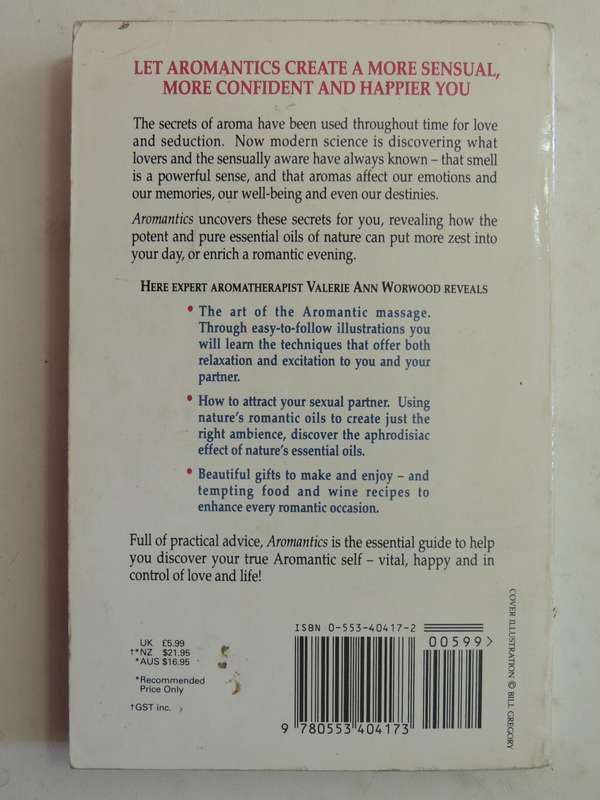 LET AROMANTICS CREATE A MORE SENSUAL,
MORE CONFIDENT AND HAPPIER YOU
The secrets of aroma have been used throughout time for love
and seduction. Now modern science is discovering what
lovers and the sensually aware have always known – that smell
is a powerful sense, and that aromas affect our emotions and
our memories, our well-being and even our destinies.
Aromantics uncovers these secrets for you, revealing how the
potent and pure essential oils of nature can put more zest into
your day, or enrich a romantic evening.
HERE EXPERT AROMATHERAPIST VALERIE ANN WORWOOD REVEALS
• The art of the Aromantic massage.
Through easy-to-follow illustrations you
will learn the techniques that offer both
relaxation and excitation to you and your
partner.
• How to attract your sexual partner. Using
nature's romantic oils to create just the
right ambience, discover the aphrodisiac
effect of nature's essential oils.
• Beautiful gifts to make and enjoy – and
tempting food and wine recipes to
enhance every romantic occasion.
Full of practical advice, Aromantics is the essential guide to help
you discover your true Aromantic self – vital, happy and in
control of love and life!
UK £5.99
†*NZ $21.95
*AUS $16.95
*Recommended
Price Only
†GST inc.
ISBN 0-553-40417-2
00599>
9 780553 404173
COVER ILLUSTRATION © BILL GREGORY